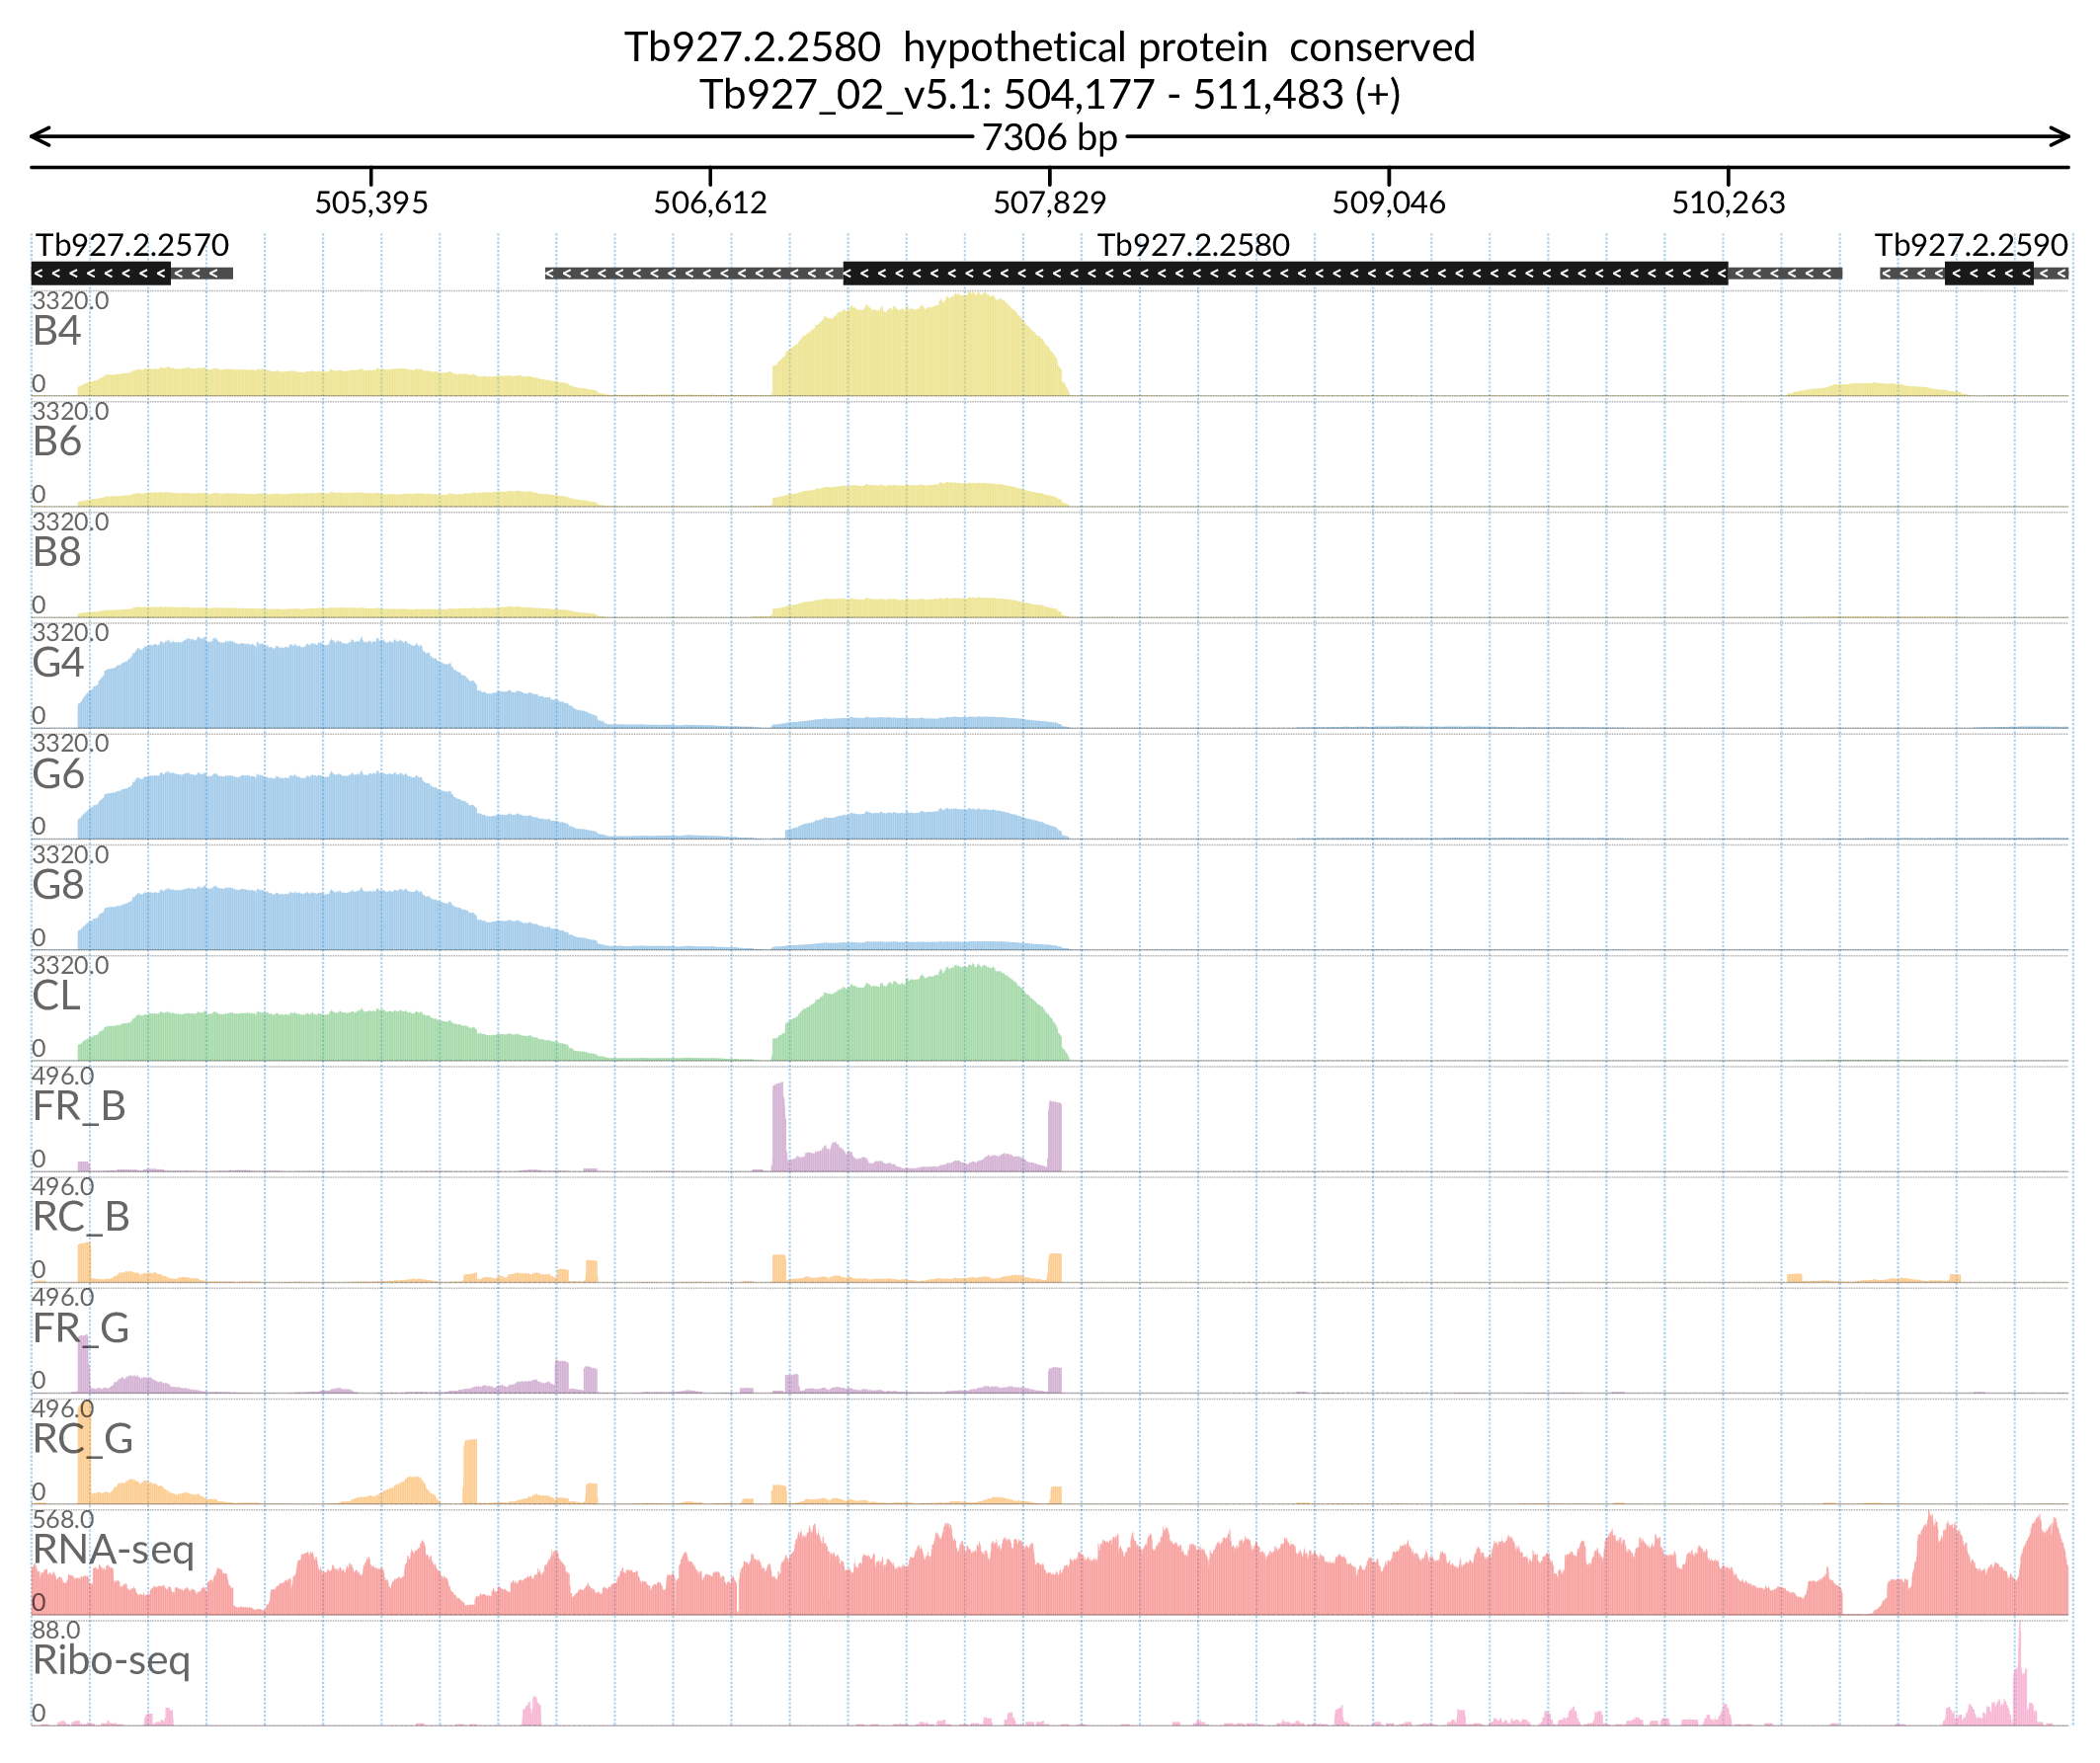 Tb927.2.2580 hypothetical protein conserved
Tb927_02_v5.1: 504,177 - 511,483 (+)
7306 bp
505,395 506,612 507,829 509,046 510,263
Tb927.2.2570 Tb927.2.2580 Tb927.2.2590
3320.0
B4
0
3320.0
B6
0
3320.0
B8
0
3320.0
G4
0
3320.0
G6
0
3320.0
G8
0
3320.0
CL
0
496.0
FR_B
0
496.0
RC_B
0
496.0
FR_G
0
496.0
RC_G
0
568.0
RNA-seq
0
88.0
Ribo-seq
0